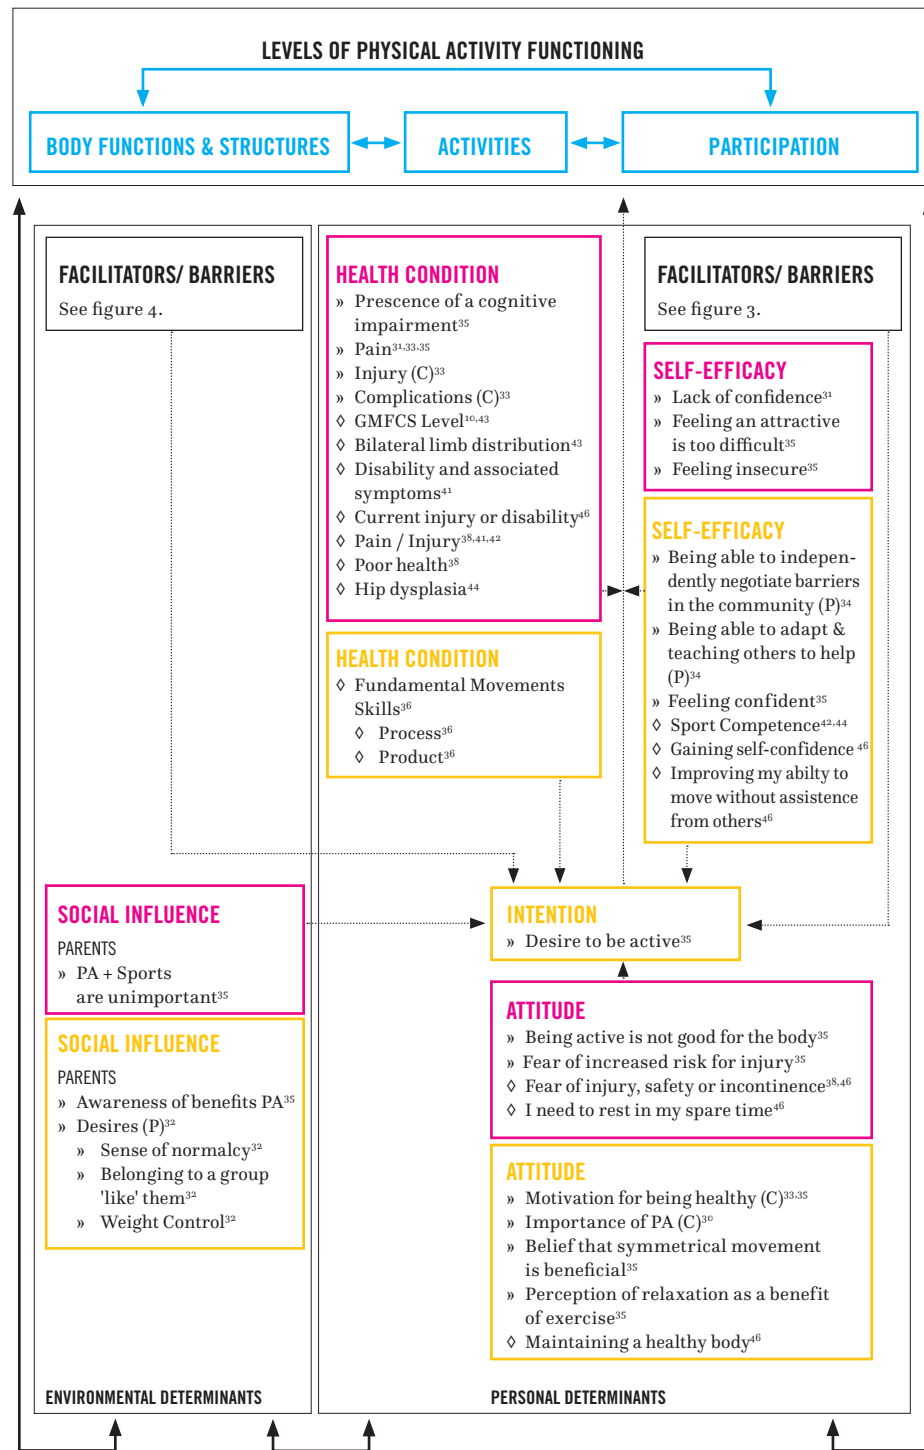 LEVELS OF PHYSICAL ACTIVITY FUNCTIONING
BODY FUNCTIONS & STRUCTURES
ACTIVITIES
PARTICIPATION
FACILITATORS/ BARRIERS
See figure 4.
HEALTH CONDITION
» Prescence of a cognitive
impairment³⁵
» Pain³¹,³³,³⁵
» Injury (C)³³
» Complications (C)³³
◊ GMFCS Level¹⁰,⁴³
◊ Bilateral limb distribution⁴³
◊ Disability and associated
symptoms⁴¹
◊ Current injury or disability⁴⁶
◊ Pain / Injury³⁸,⁴¹,⁴²
◊ Poor health³⁸
◊ Hip dysplasia⁴⁴
HEALTH CONDITION
◊ Fundamental Movements
Skills³⁶
◊ Process³⁶
◊ Product³⁶
FACILITATORS/ BARRIERS
See figure 3.
SELF-EFFICACY
» Lack of confidence³¹
» Feeling an attractive
is too difficult³⁵
» Feeling insecure³⁵
SELF-EFFICACY
» Being able to indepen-
dently negotiate barriers
in the community (P)³⁴
» Being able to adapt &
teaching others to help
(P)³⁴
» Feeling confident³⁵
◊ Sport Competence⁴²,⁴⁴
◊ Gaining self-confidence ⁴⁶
◊ Improving my abilty to
move without assistence
from others⁴⁶
SOCIAL INFLUENCE
PARENTS
» PA + Sports
are unimportant³⁵
SOCIAL INFLUENCE
PARENTS
» Awareness of benefits PA³⁵
» Desires (P)³²
» Sense of normalcy³²
» Belonging to a group
'like' them³²
» Weight Control³²
INTENTION
» Desire to be active³⁵
ATTITUDE
» Being active is not good for the body³⁵
» Fear of increased risk for injury³⁵
◊ Fear of injury, safety or incontinence³⁸,⁴⁶
◊ I need to rest in my spare time⁴⁶
ATTITUDE
» Motivation for being healthy (C)³³,³⁵
» Importance of PA (C)³⁰
» Belief that symmetrical movement
is beneficial³⁵
» Perception of relaxation as a benefit
of exercise³⁵
◊ Maintaining a healthy body⁴⁶
ENVIRONMENTAL DETERMINANTS
PERSONAL DETERMINANTS